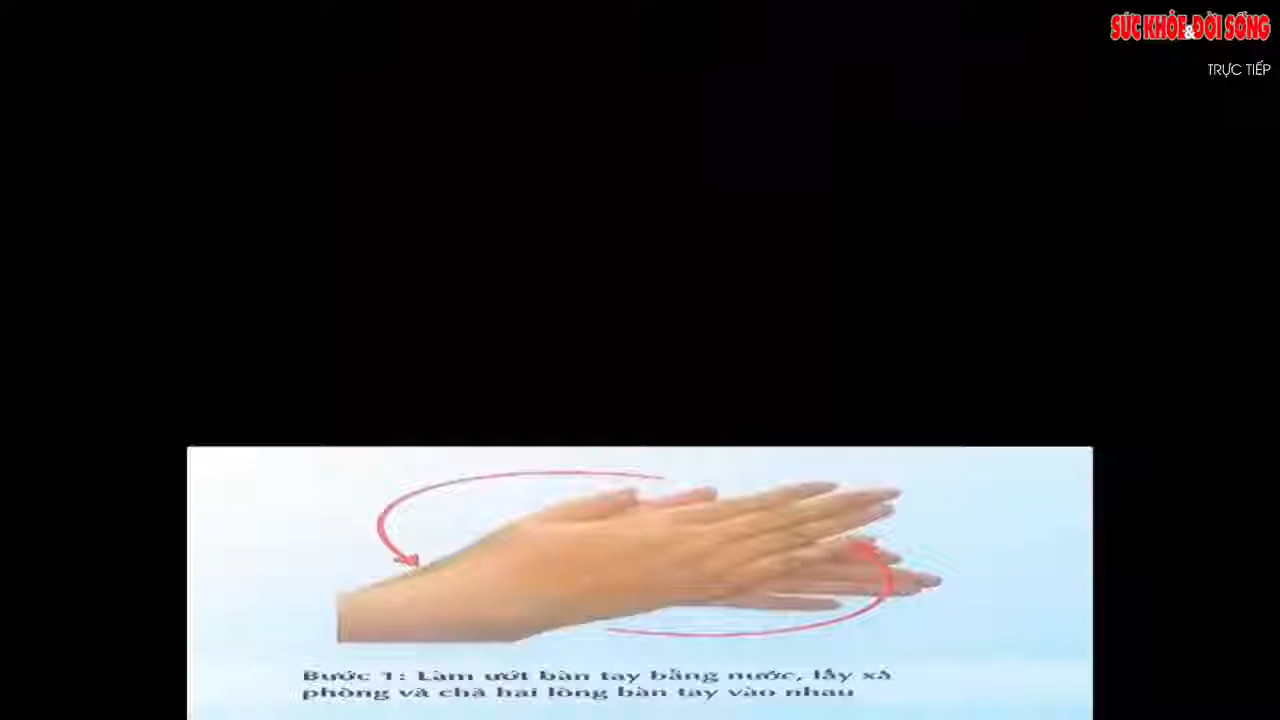 SỨC KHỎE&ĐỜI SỐNG
TRỰC TIẾP
Bước 1: Làm ướt bàn tay bằng nước, lấy xà
phòng và chà hai lòng bàn tay vào nhau